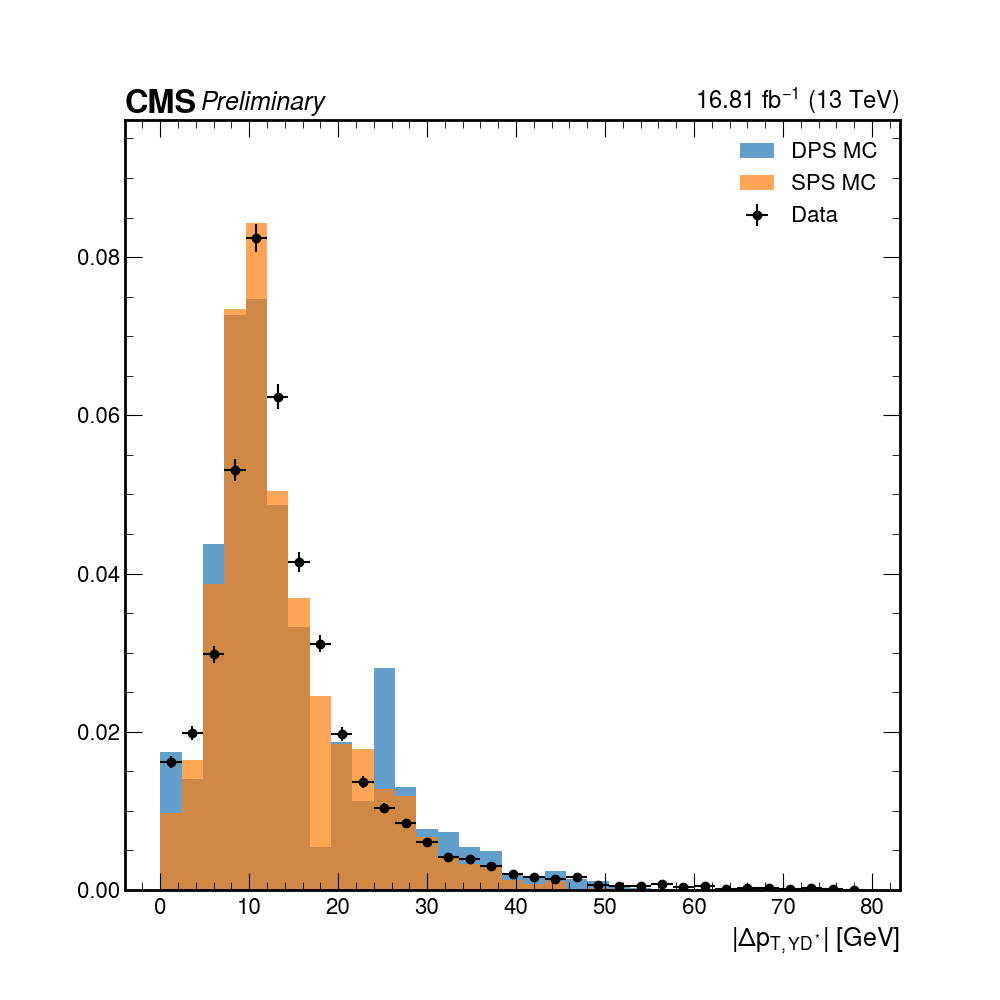 CMS Preliminary 16.81 fb⁻¹ (13 TeV)
DPS MC
SPS MC
Data
0.08
0.06
0.04
0.02
0.00
0 10 20 30 40 50 60 70 80
|Δp_{T, YD*}| [GeV]